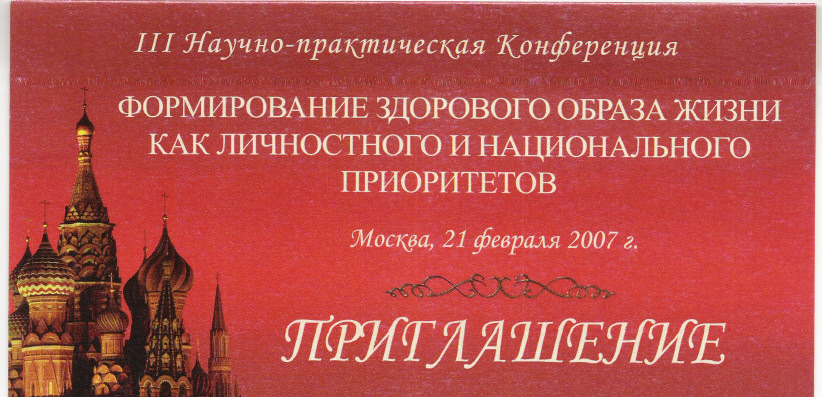 III Научно-практическая Конференция
ФОРМИРОВАНИЕ ЗДОРОВОГО ОБРАЗА ЖИЗНИ
КАК ЛИЧНОСТНОГО И НАЦИОНАЛЬНОГО
ПРИОРИТЕТОВ
Москва, 21 февраля 2007 г.
ПРИГЛАШЕНИЕ